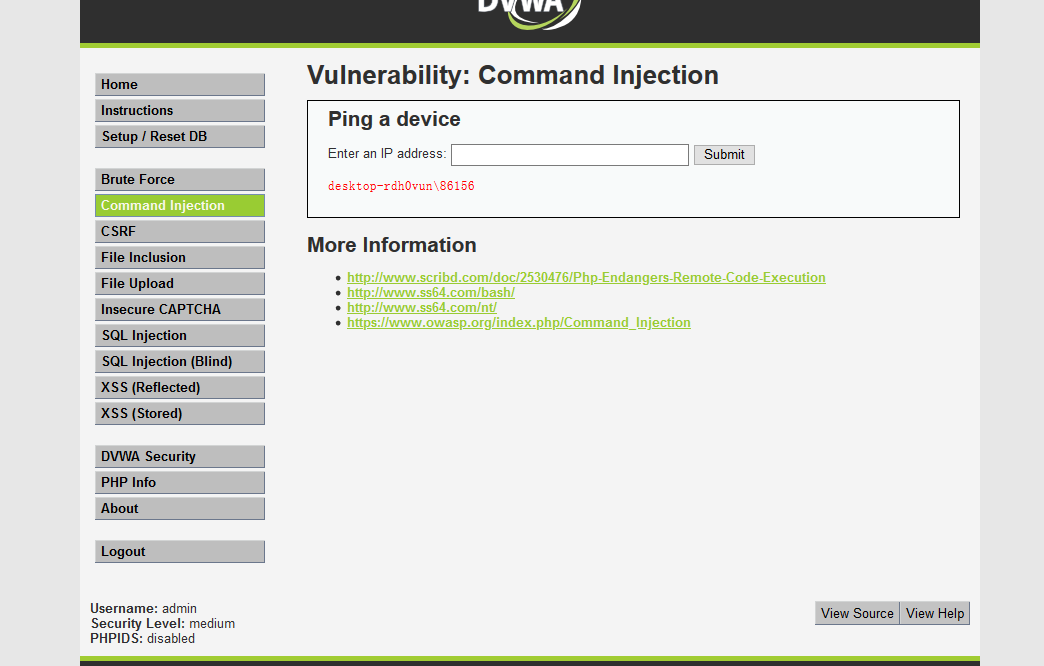 DVWA
Vulnerability: Command Injection
Home
Instructions
Setup / Reset DB
Brute Force
Command Injection
CSRF
File Inclusion
File Upload
Insecure CAPTCHA
SQL Injection
SQL Injection (Blind)
XSS (Reflected)
XSS (Stored)
DVWA Security
PHP Info
About
Logout
Ping a device
Enter an IP address: Submit
desktop-rdh0vun\86156
More Information
http://www.scribd.com/doc/2530476/Php-Endangers-Remote-Code-Execution
http://www.ss64.com/bash/
http://www.ss64.com/nt/
https://www.owasp.org/index.php/Command_Injection
Username: admin
Security Level: medium
PHPIDS: disabled
View Source View Help